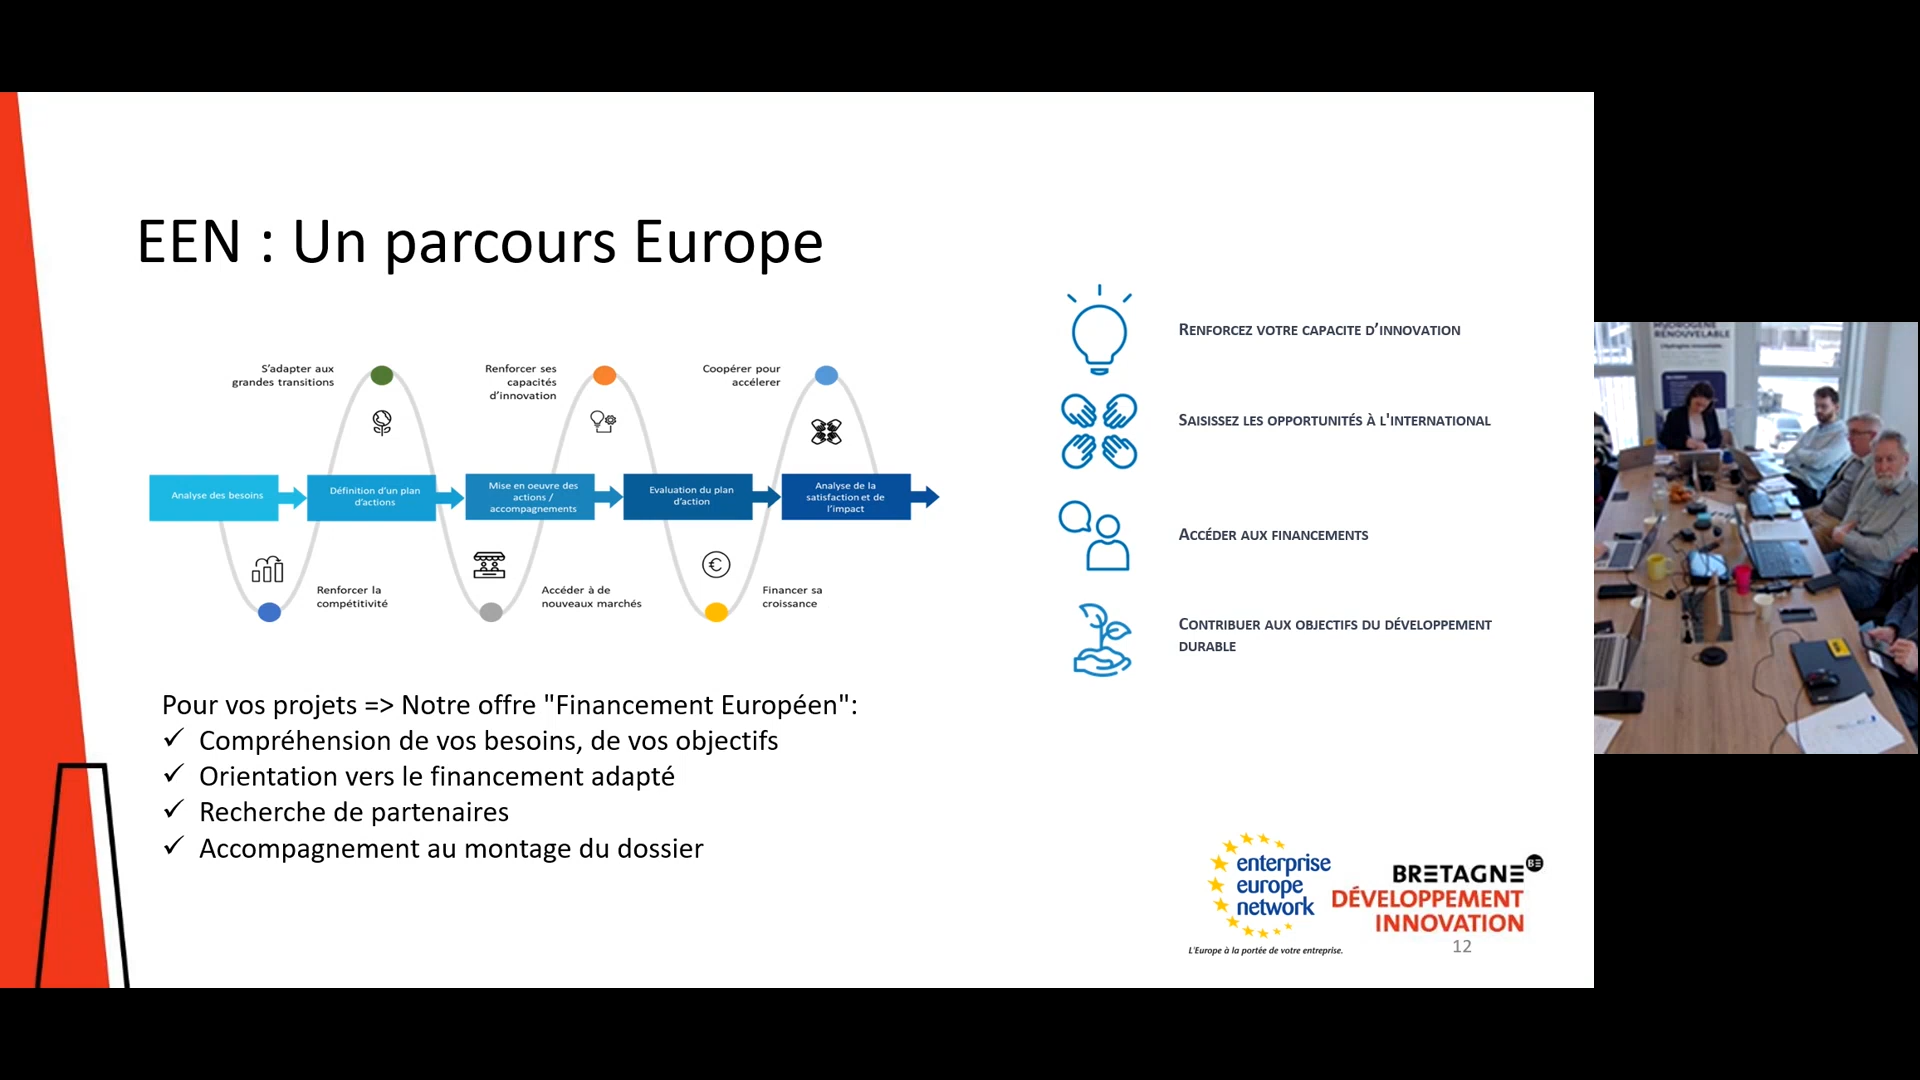 EEN : Un parcours Europe
S'adapter aux
grandes transitions
Renforcer ses
capacités
d'innovation
Coopérer pour
accélerer
Analyse des besoins
Définition d'un plan
d'actions
Mise en oeuvre des
actions /
accompagnements
Evaluation du plan
d'action
Analyse de la
satisfaction et de
l'impact
Renforcer la
compétitivité
Accéder à de
nouveaux marchés
€
Financer sa
croissance
RENFORCEZ VOTRE CAPACITE D'INNOVATION
SAISISSEZ LES OPPORTUNITÉS À L'INTERNATIONAL
ACCÉDER AUX FINANCEMENTS
CONTRIBUER AUX OBJECTIFS DU DÉVELOPPEMENT
DURABLE
Pour vos projets => Notre offre "Financement Européen":
✓ Compréhension de vos besoins, de vos objectifs
✓ Orientation vers le financement adapté
✓ Recherche de partenaires
✓ Accompagnement au montage du dossier
enterprise
europe
network
L'Europe à la portée de votre entreprise.
BRETAGNE BE
DÉVELOPPEMENT
INNOVATION
12
HYDROGÈNE
RENOUVELABLE